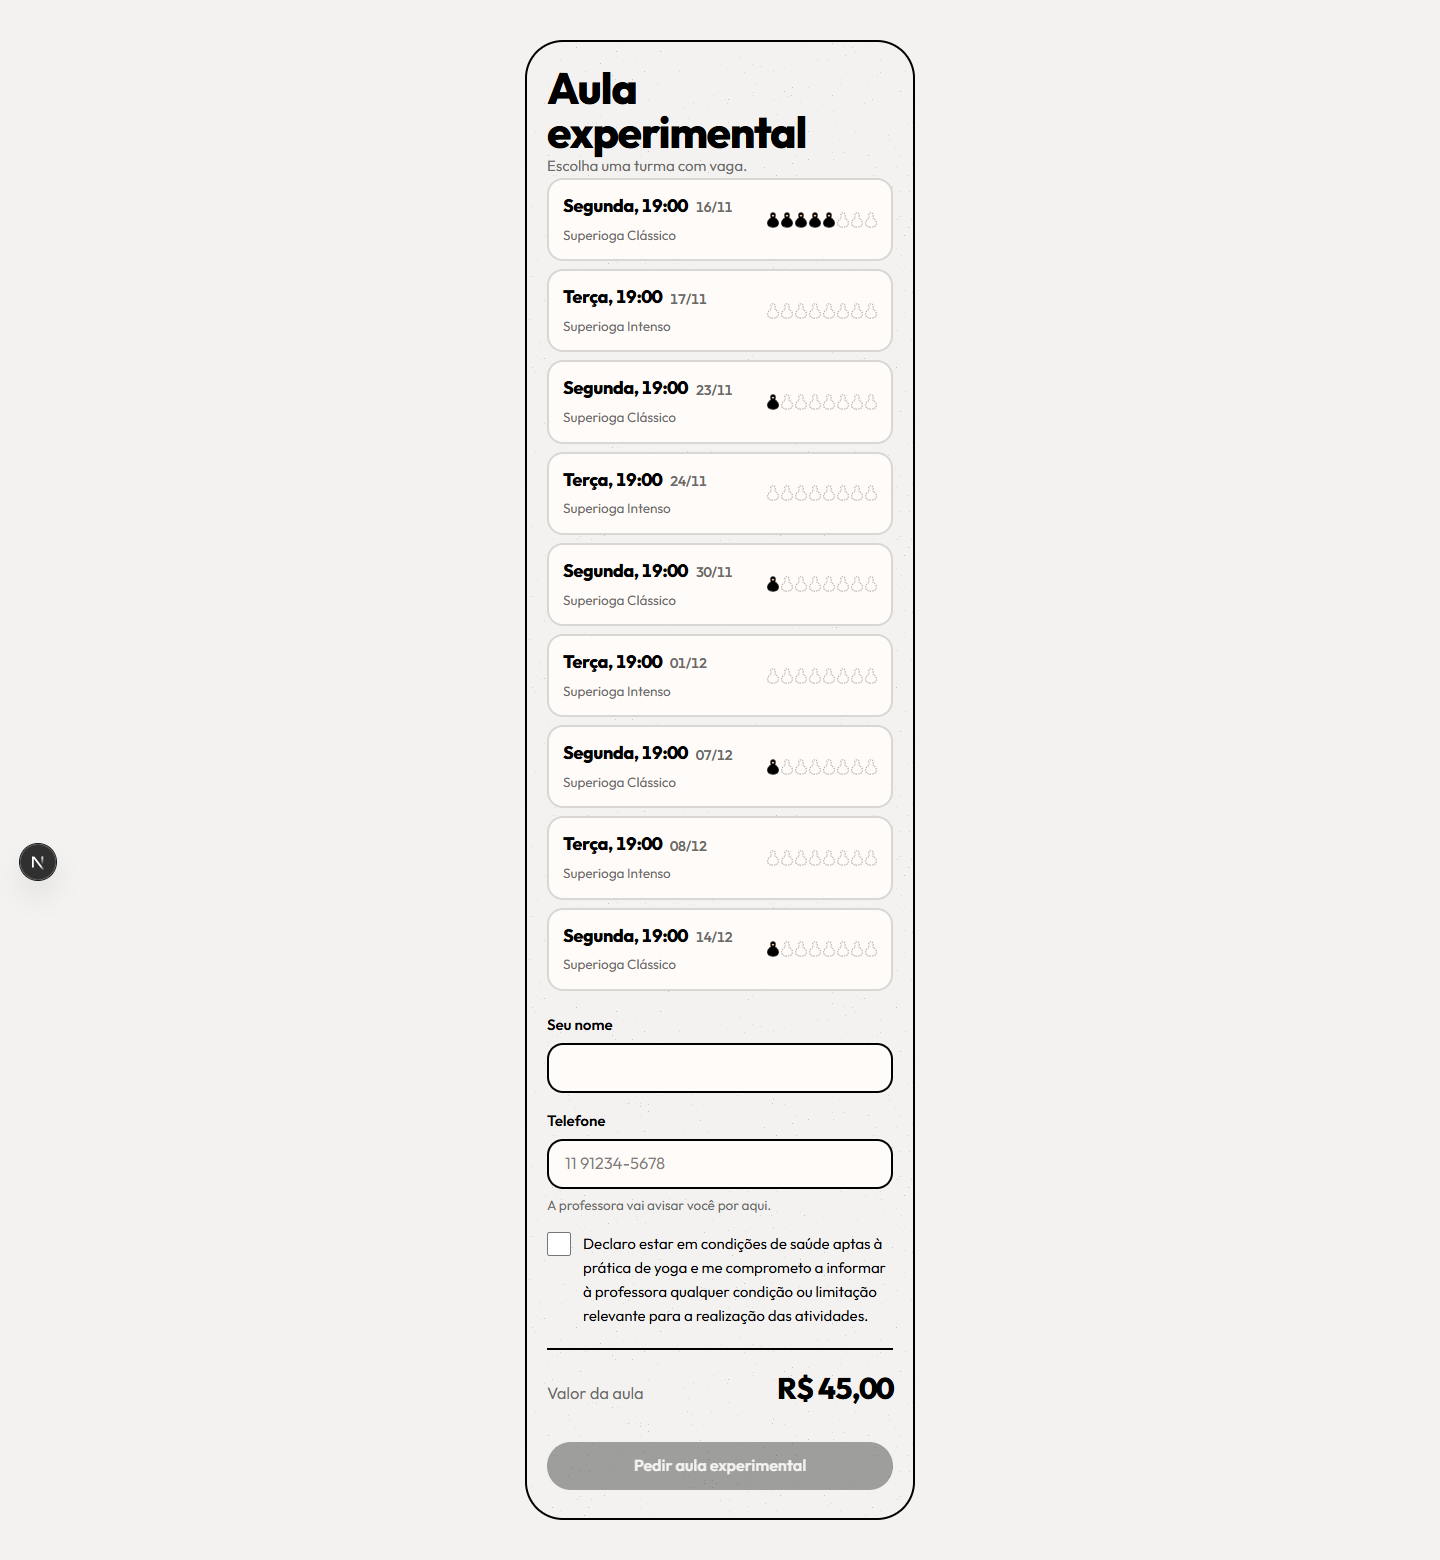 Aula
experimental
Escolha uma turma com vaga.
Segunda, 19:00 16/11
Superioga Clássico
Terça, 19:00 17/11
Superioga Intenso
Segunda, 19:00 23/11
Superioga Clássico
Terça, 19:00 24/11
Superioga Intenso
Segunda, 19:00 30/11
Superioga Clássico
Terça, 19:00 01/12
Superioga Intenso
Segunda, 19:00 07/12
Superioga Clássico
Terça, 19:00 08/12
Superioga Intenso
Segunda, 19:00 14/12
Superioga Clássico
Seu nome
Telefone
11 91234-5678
A professora vai avisar você por aqui.
Declaro estar em condições de saúde aptas à
prática de yoga e me comprometo a informar
à professora qualquer condição ou limitação
relevante para a realização das atividades.
Valor da aula R$ 45,00
Pedir aula experimental
N